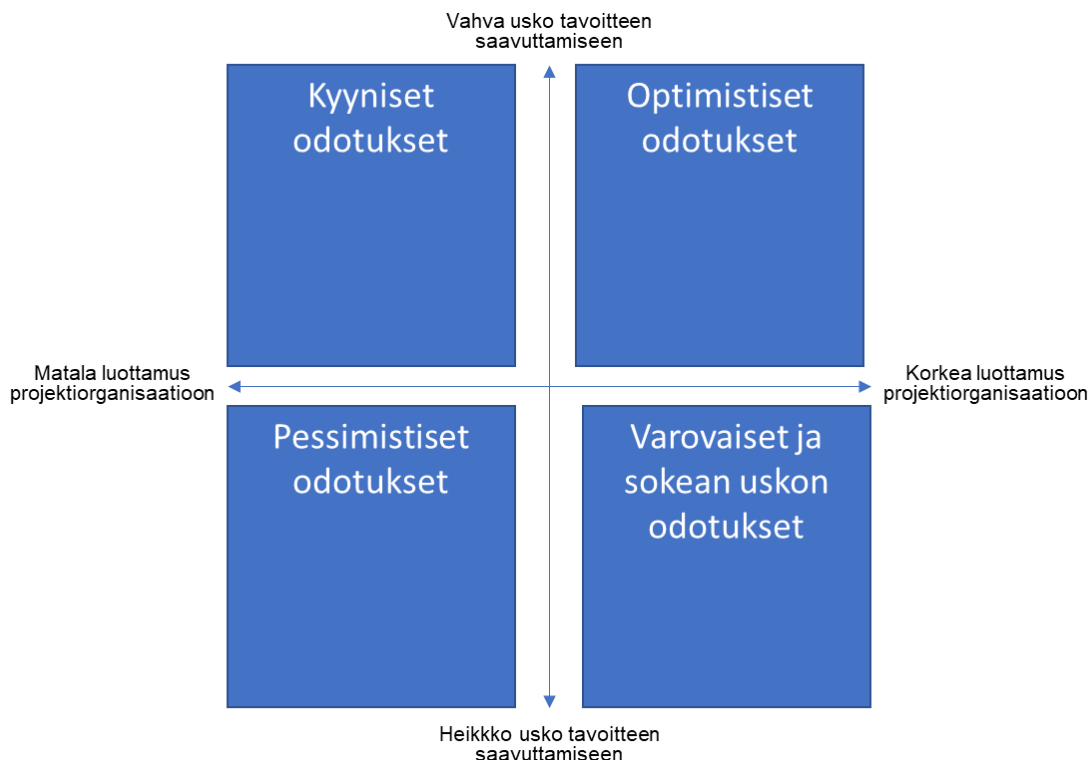 Vahva usko tavoitteen
saavuttamiseen
Kyyniset
odotukset
Optimistiset
odotukset
Matala luottamus
projektiorganisaatioon
Korkea luottamus
projektiorganisaatioon
Pessimistiset
odotukset
Varovaiset ja
sokean uskon
odotukset
Heikkko usko tavoitteen
saavuttamiseen